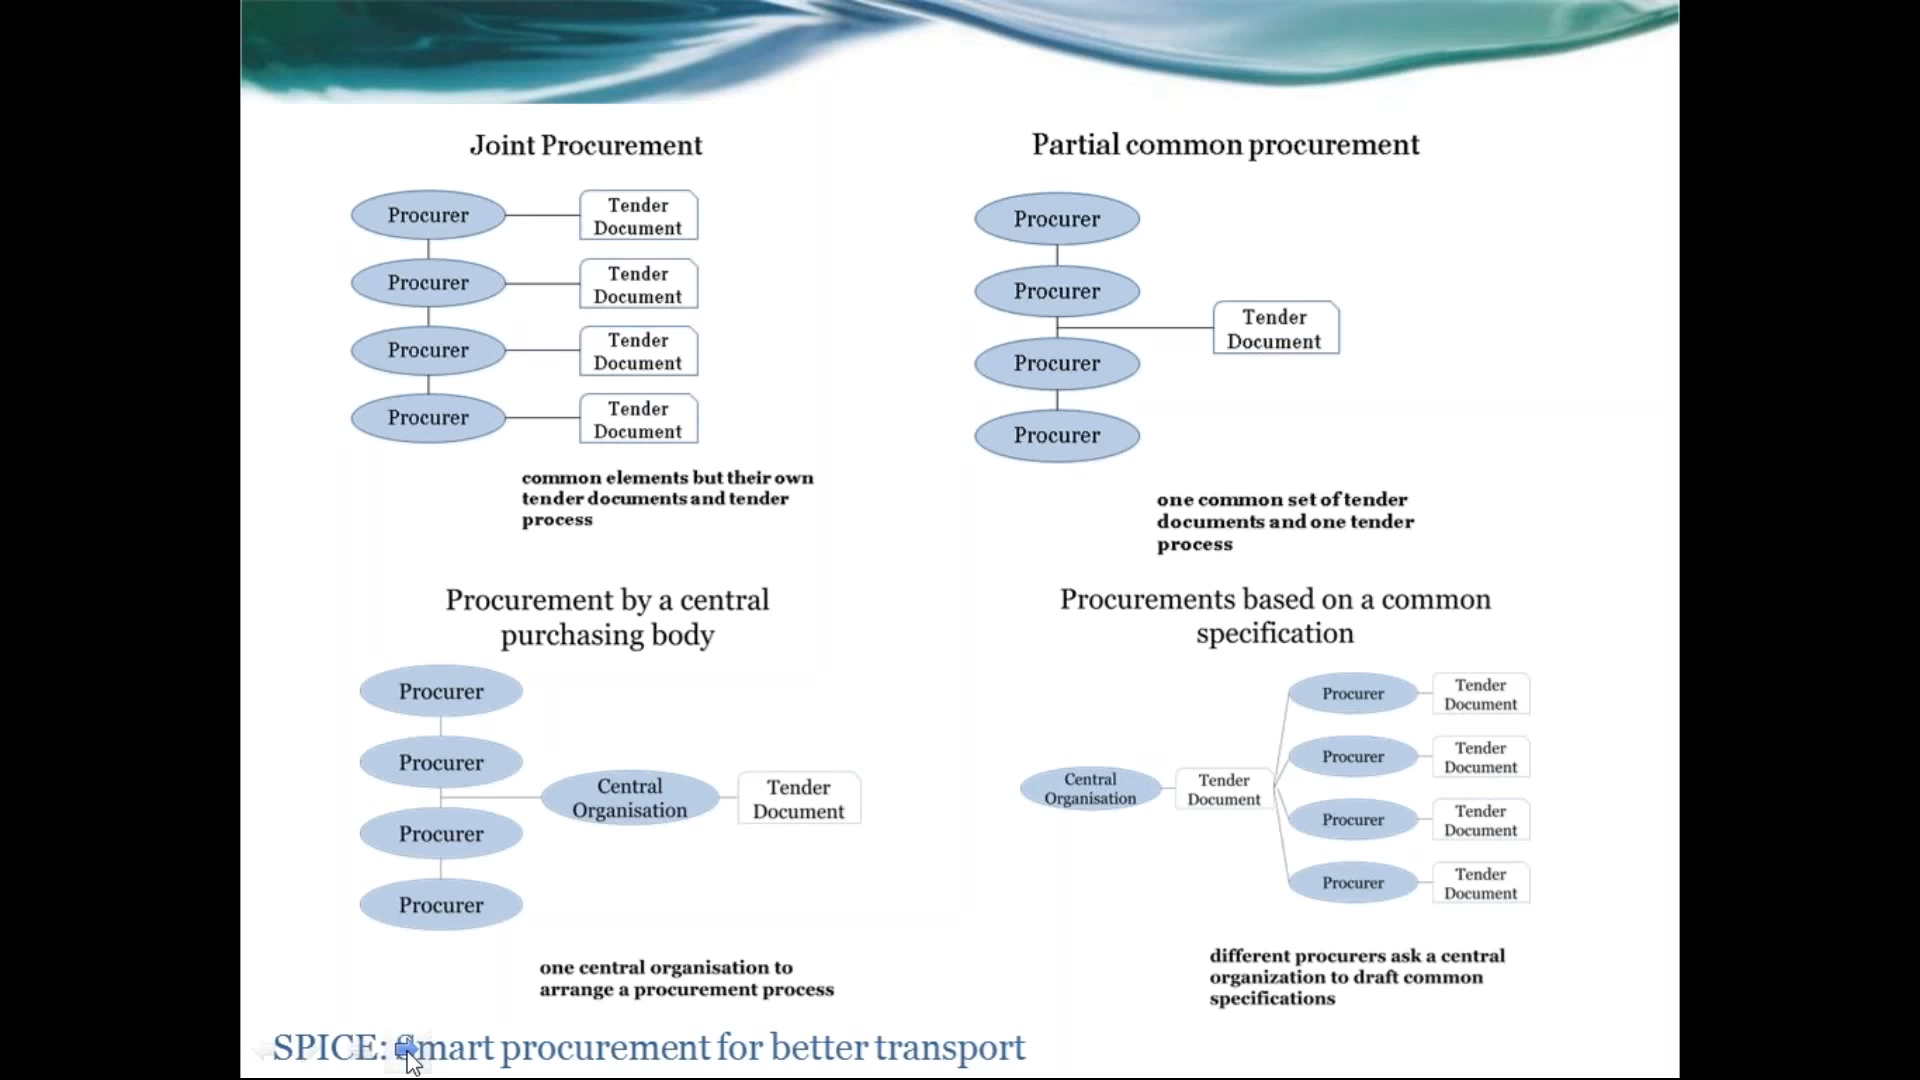 Joint Procurement
Procurer
Tender
Document
Procurer
Tender
Document
Procurer
Tender
Document
Procurer
Tender
Document
common elements but their own
tender documents and tender
process
Partial common procurement
Procurer
Procurer
Tender
Document
Procurer
Procurer
one common set of tender
documents and one tender
process
Procurement by a central
purchasing body
Procurer
Procurer
Central
Organisation
Tender
Document
Procurer
Procurer
one central organisation to
arrange a procurement process
Procurements based on a common
specification
Central
Organisation
Tender
Document
Procurer
Tender
Document
Procurer
Tender
Document
Procurer
Tender
Document
Procurer
Tender
Document
different procurers ask a central
organization to draft common
specifications
SPICE: Smart procurement for better transport